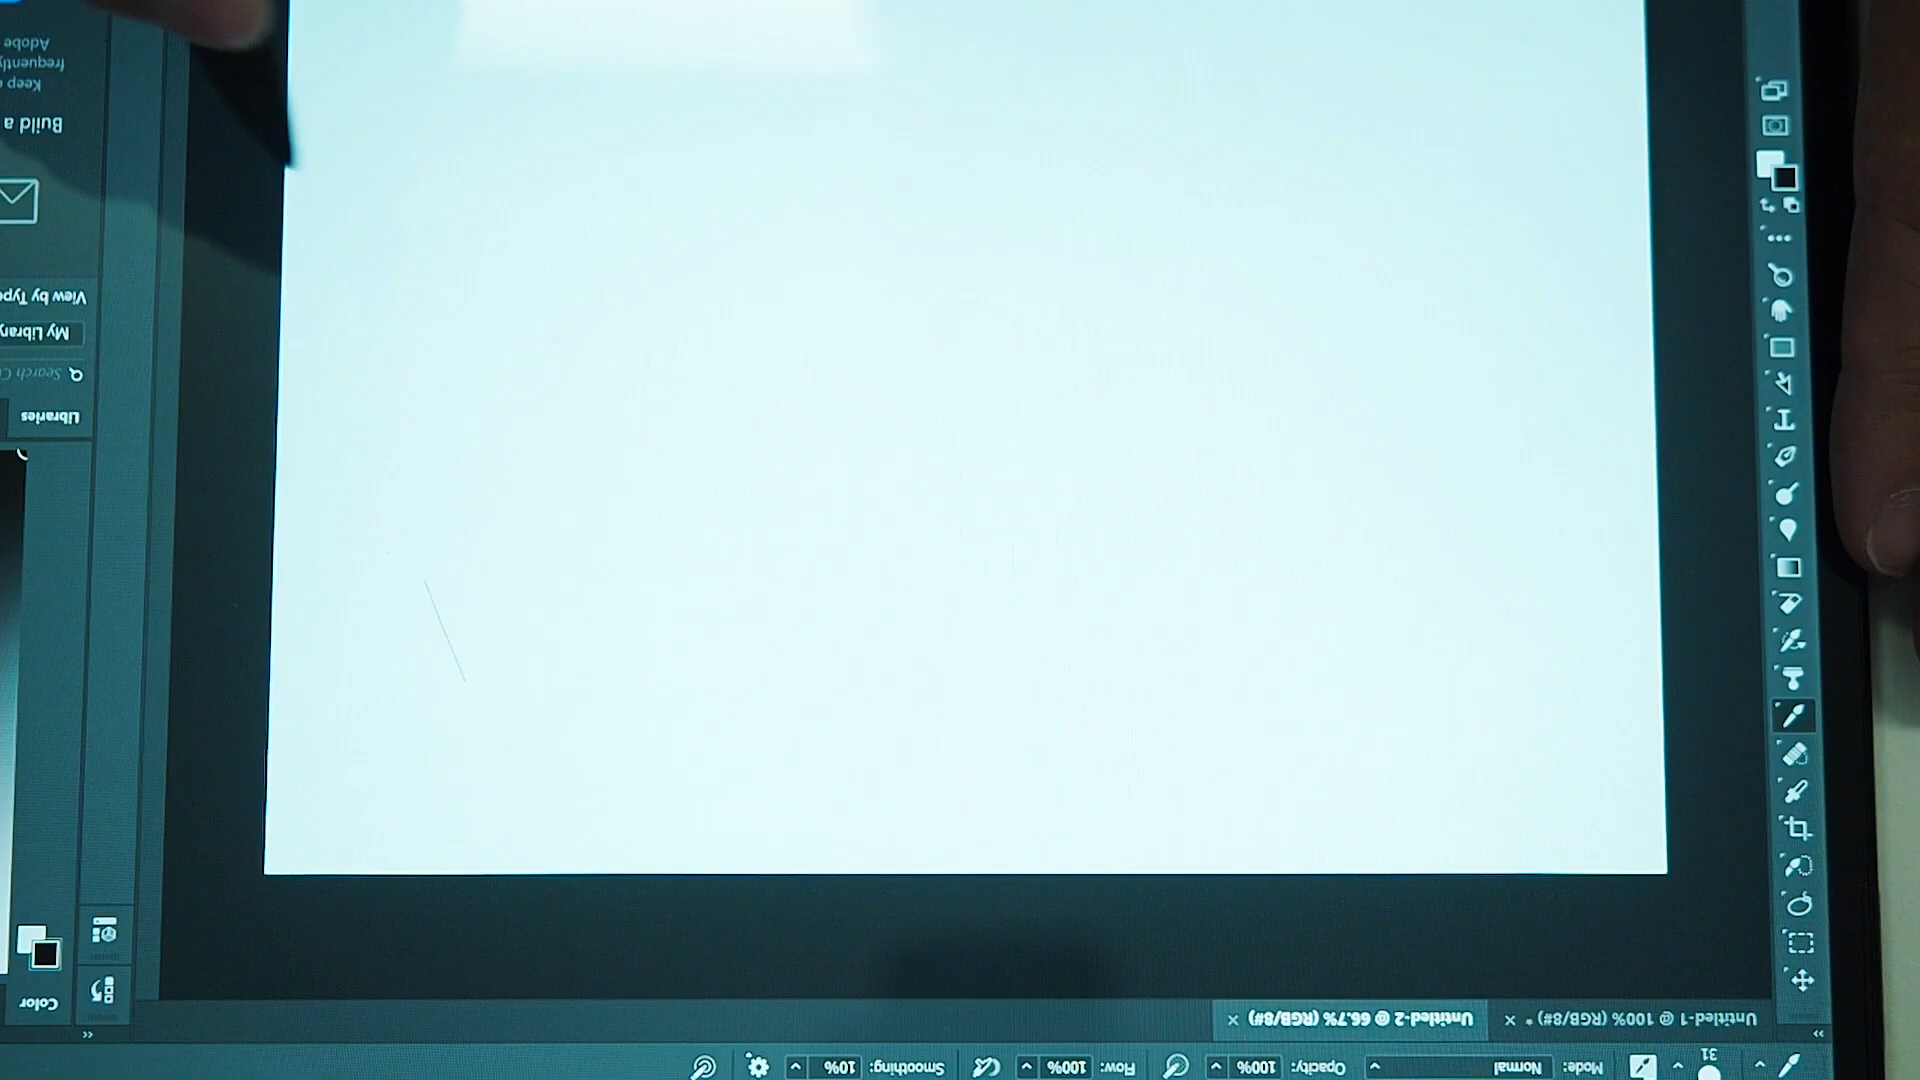 31 Mode: Normal Opacity: 100% Flow: 100% Smoothing: 10%
Untitled-1 @ 100% (RGB/8#) * × Untitled-2 @ 66.7% (RGB/8#) ×
Color
Libraries
My Library
View by Type
Build a
Keep
frequently
Adobe